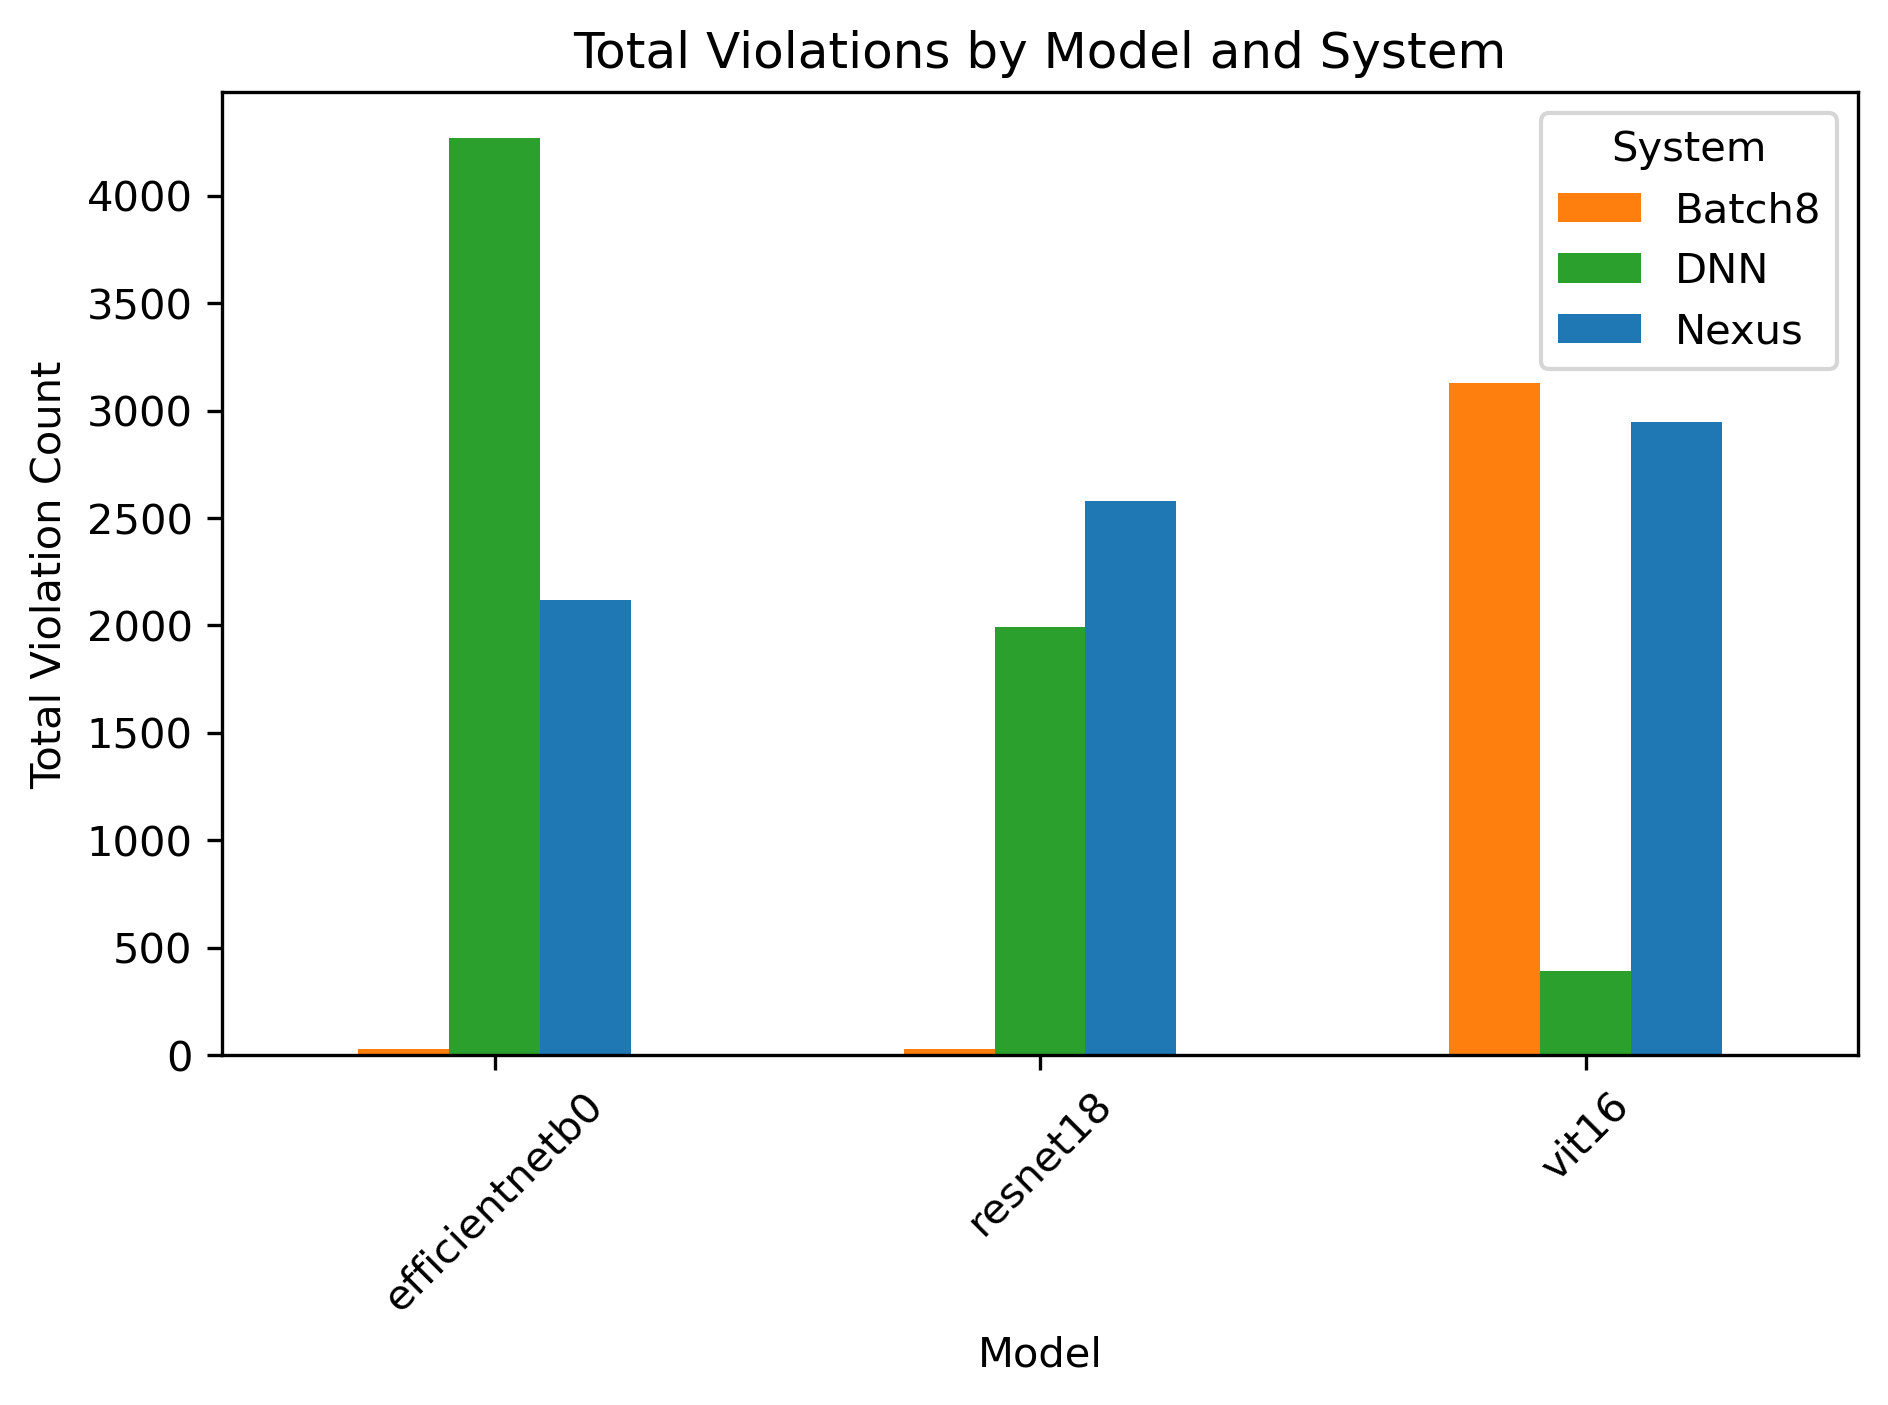 Total Violations by Model and System
System
Batch8
DNN
Nexus
Total Violation Count
4000
3500
3000
2500
2000
1500
1000
500
0
efficientnetb0
resnet18
vit16
Model